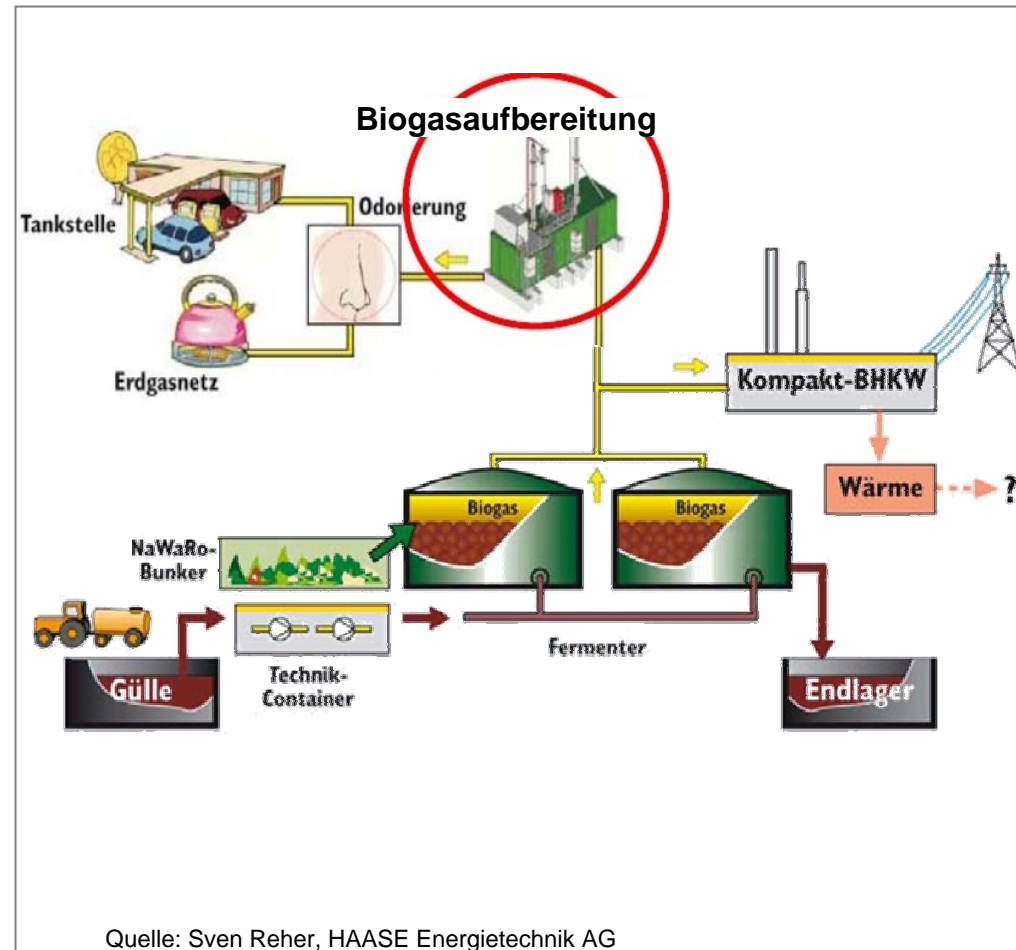 Biogasaufbereitung
Odorierung
Tankstelle
Erdgasnetz
Kompakt-BHKW
Wärme
?
Biogas
Biogas
NaWaRo-
Bunker
Fermenter
Technik-
Container
Gülle
Endlager
Quelle: Sven Reher, HAASE Energietechnik AG